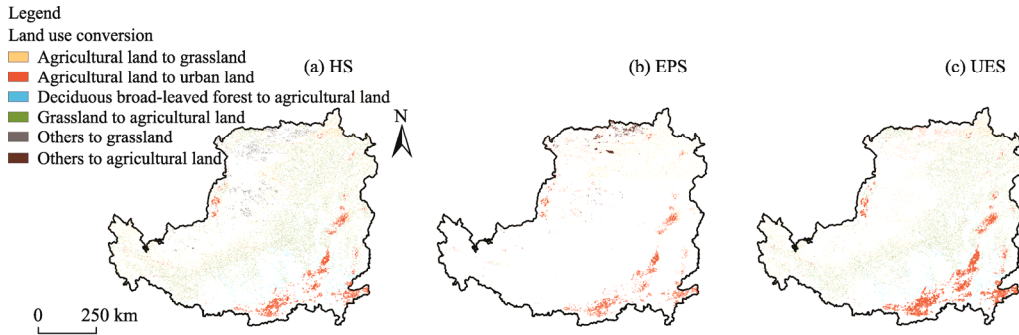 Legend
Land use conversion
Agricultural land to grassland
Agricultural land to urban land
Deciduous broad-leaved forest to agricultural land
Grassland to agricultural land
Others to grassland
Others to agricultural land
(a) HS
(b) EPS
(c) UES
N
0 250 km